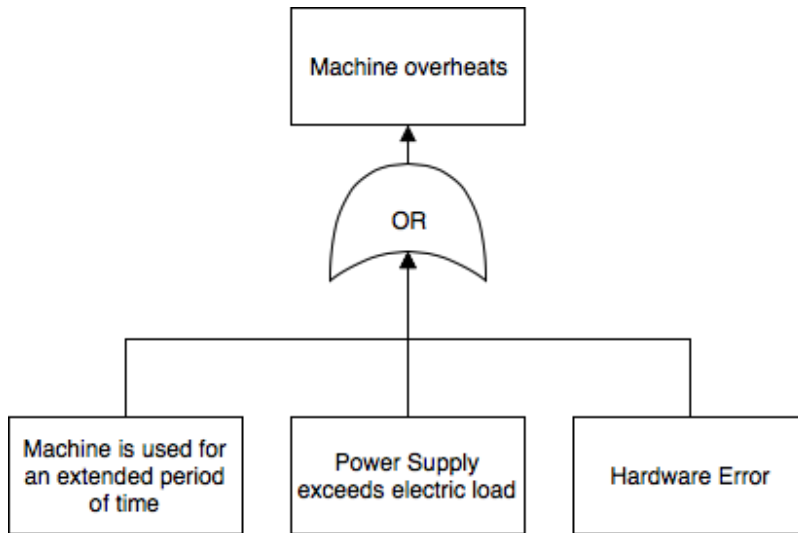 Machine overheats
OR
Machine is used for
an extended period
of time
Power Supply
exceeds electric load
Hardware Error